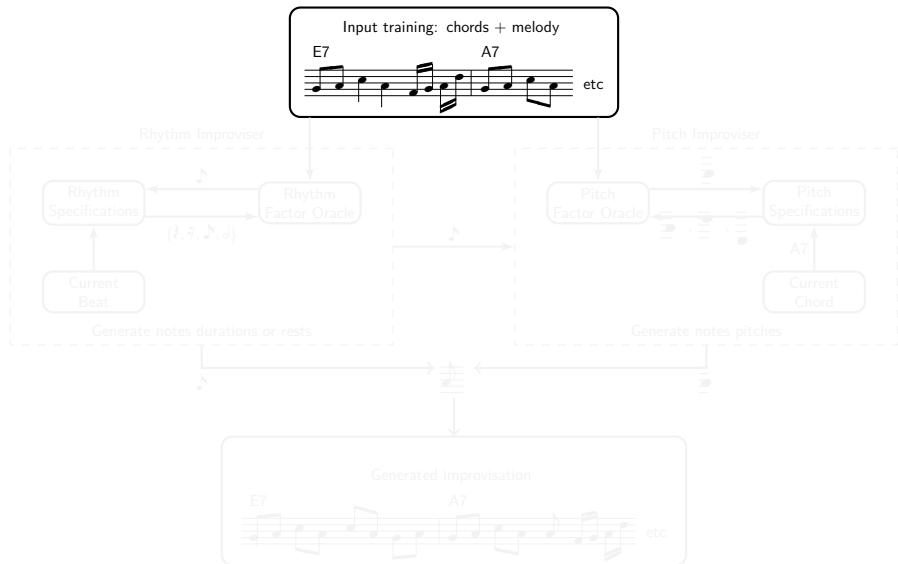 Input training: chords + melody
E7 A7
etc
Rhythm Improviser
Pitch Improviser
Rhythm
Specifications
Rhythm
Factor Oracle
Pitch
Factor Oracle
Pitch
Specifications
A7
Current
Beat
Current
Chord
Generate notes durations or rests
Generate notes pitches
Generated improvisation
E7 A7
etc